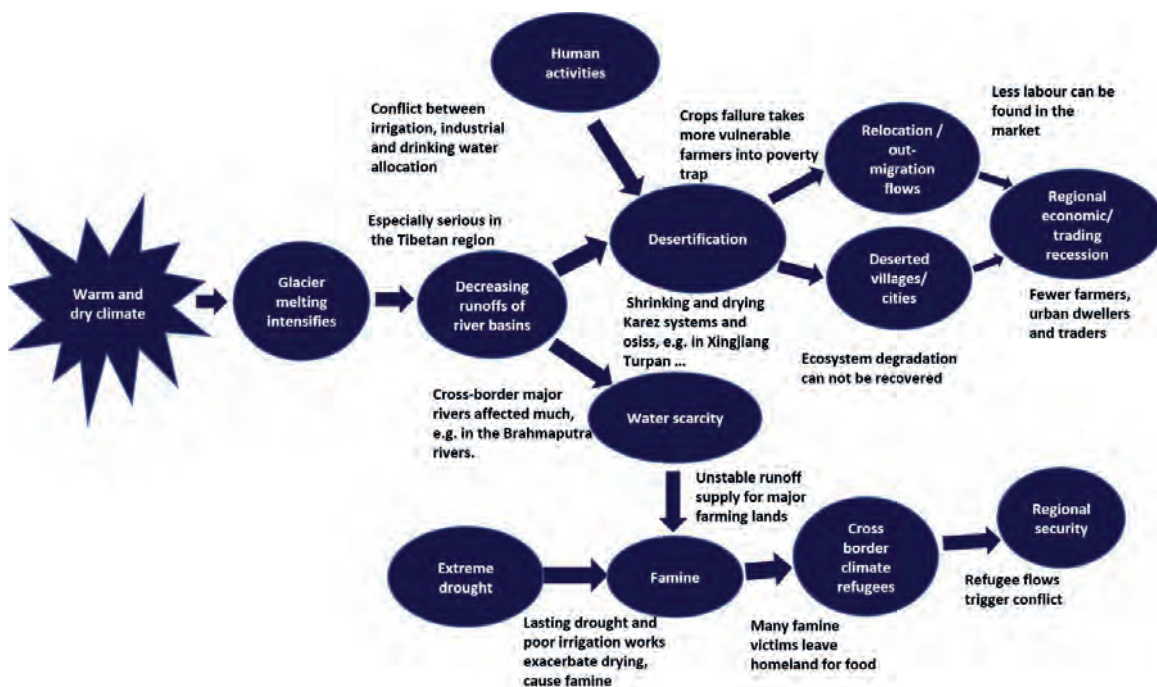 Human
activities
Conflict between
irrigation, industrial
and drinking water
allocation
Crops failure takes
more vulnerable
farmers into poverty
trap
Less labour can be
found in the
market
Relocation /
out-
migration
flows
Especially serious in
the Tibetan region
Warm and
dry climate
Glacier
melting
intensifies
Decreasing
runoffs of
river basins
Desertification
Deserted
villages/
cities
Regional
economic/
trading
recession
Shrinking and drying
Karez systems and
osiss, e.g. in Xingjiang
Turpan ...
Fewer farmers,
urban dwellers
and traders
Ecosystem degradation
can not be recovered
Cross-border major
rivers affected much,
e.g. in the Brahmaputra
rivers.
Water scarcity
Unstable runoff
supply for major
farming lands
Extreme
drought
Famine
Cross
border
climate
refugees
Regional
security
Lasting drought and
poor irrigation works
exacerbate drying,
cause famine
Many famine
victims leave
homeland for food
Refugee flows
trigger conflict